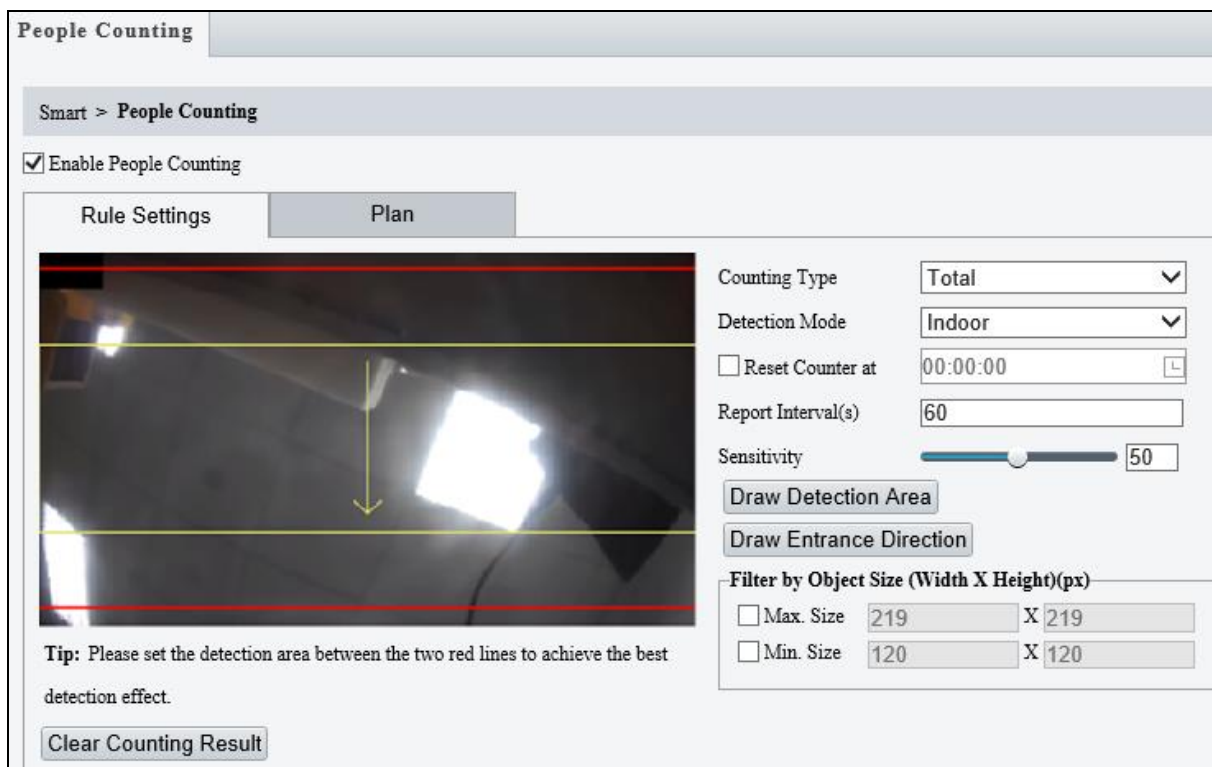 People Counting
Smart > People Counting
Enable People Counting
Rule Settings
Plan
Counting Type
Total
Detection Mode
Indoor
Reset Counter at
00:00:00
Report Interval(s)
60
Sensitivity
50
Draw Detection Area
Draw Entrance Direction
Filter by Object Size (Width X Height)(px)
Max. Size 219 X 219
Min. Size 120 X 120
Tip: Please set the detection area between the two red lines to achieve the best
detection effect.
Clear Counting Result